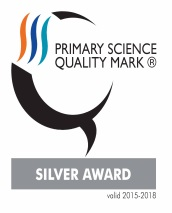 PRIMARY SCIENCE
QUALITY MARK ®
SILVER AWARD
valid 2015-2018